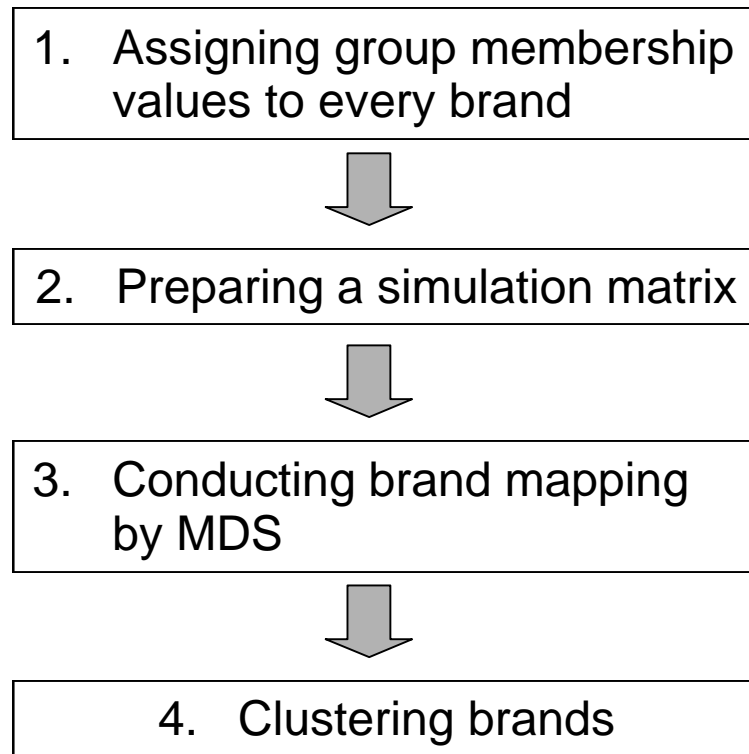 1. Assigning group membership
values to every brand
2. Preparing a simulation matrix
3. Conducting brand mapping
by MDS
4. Clustering brands